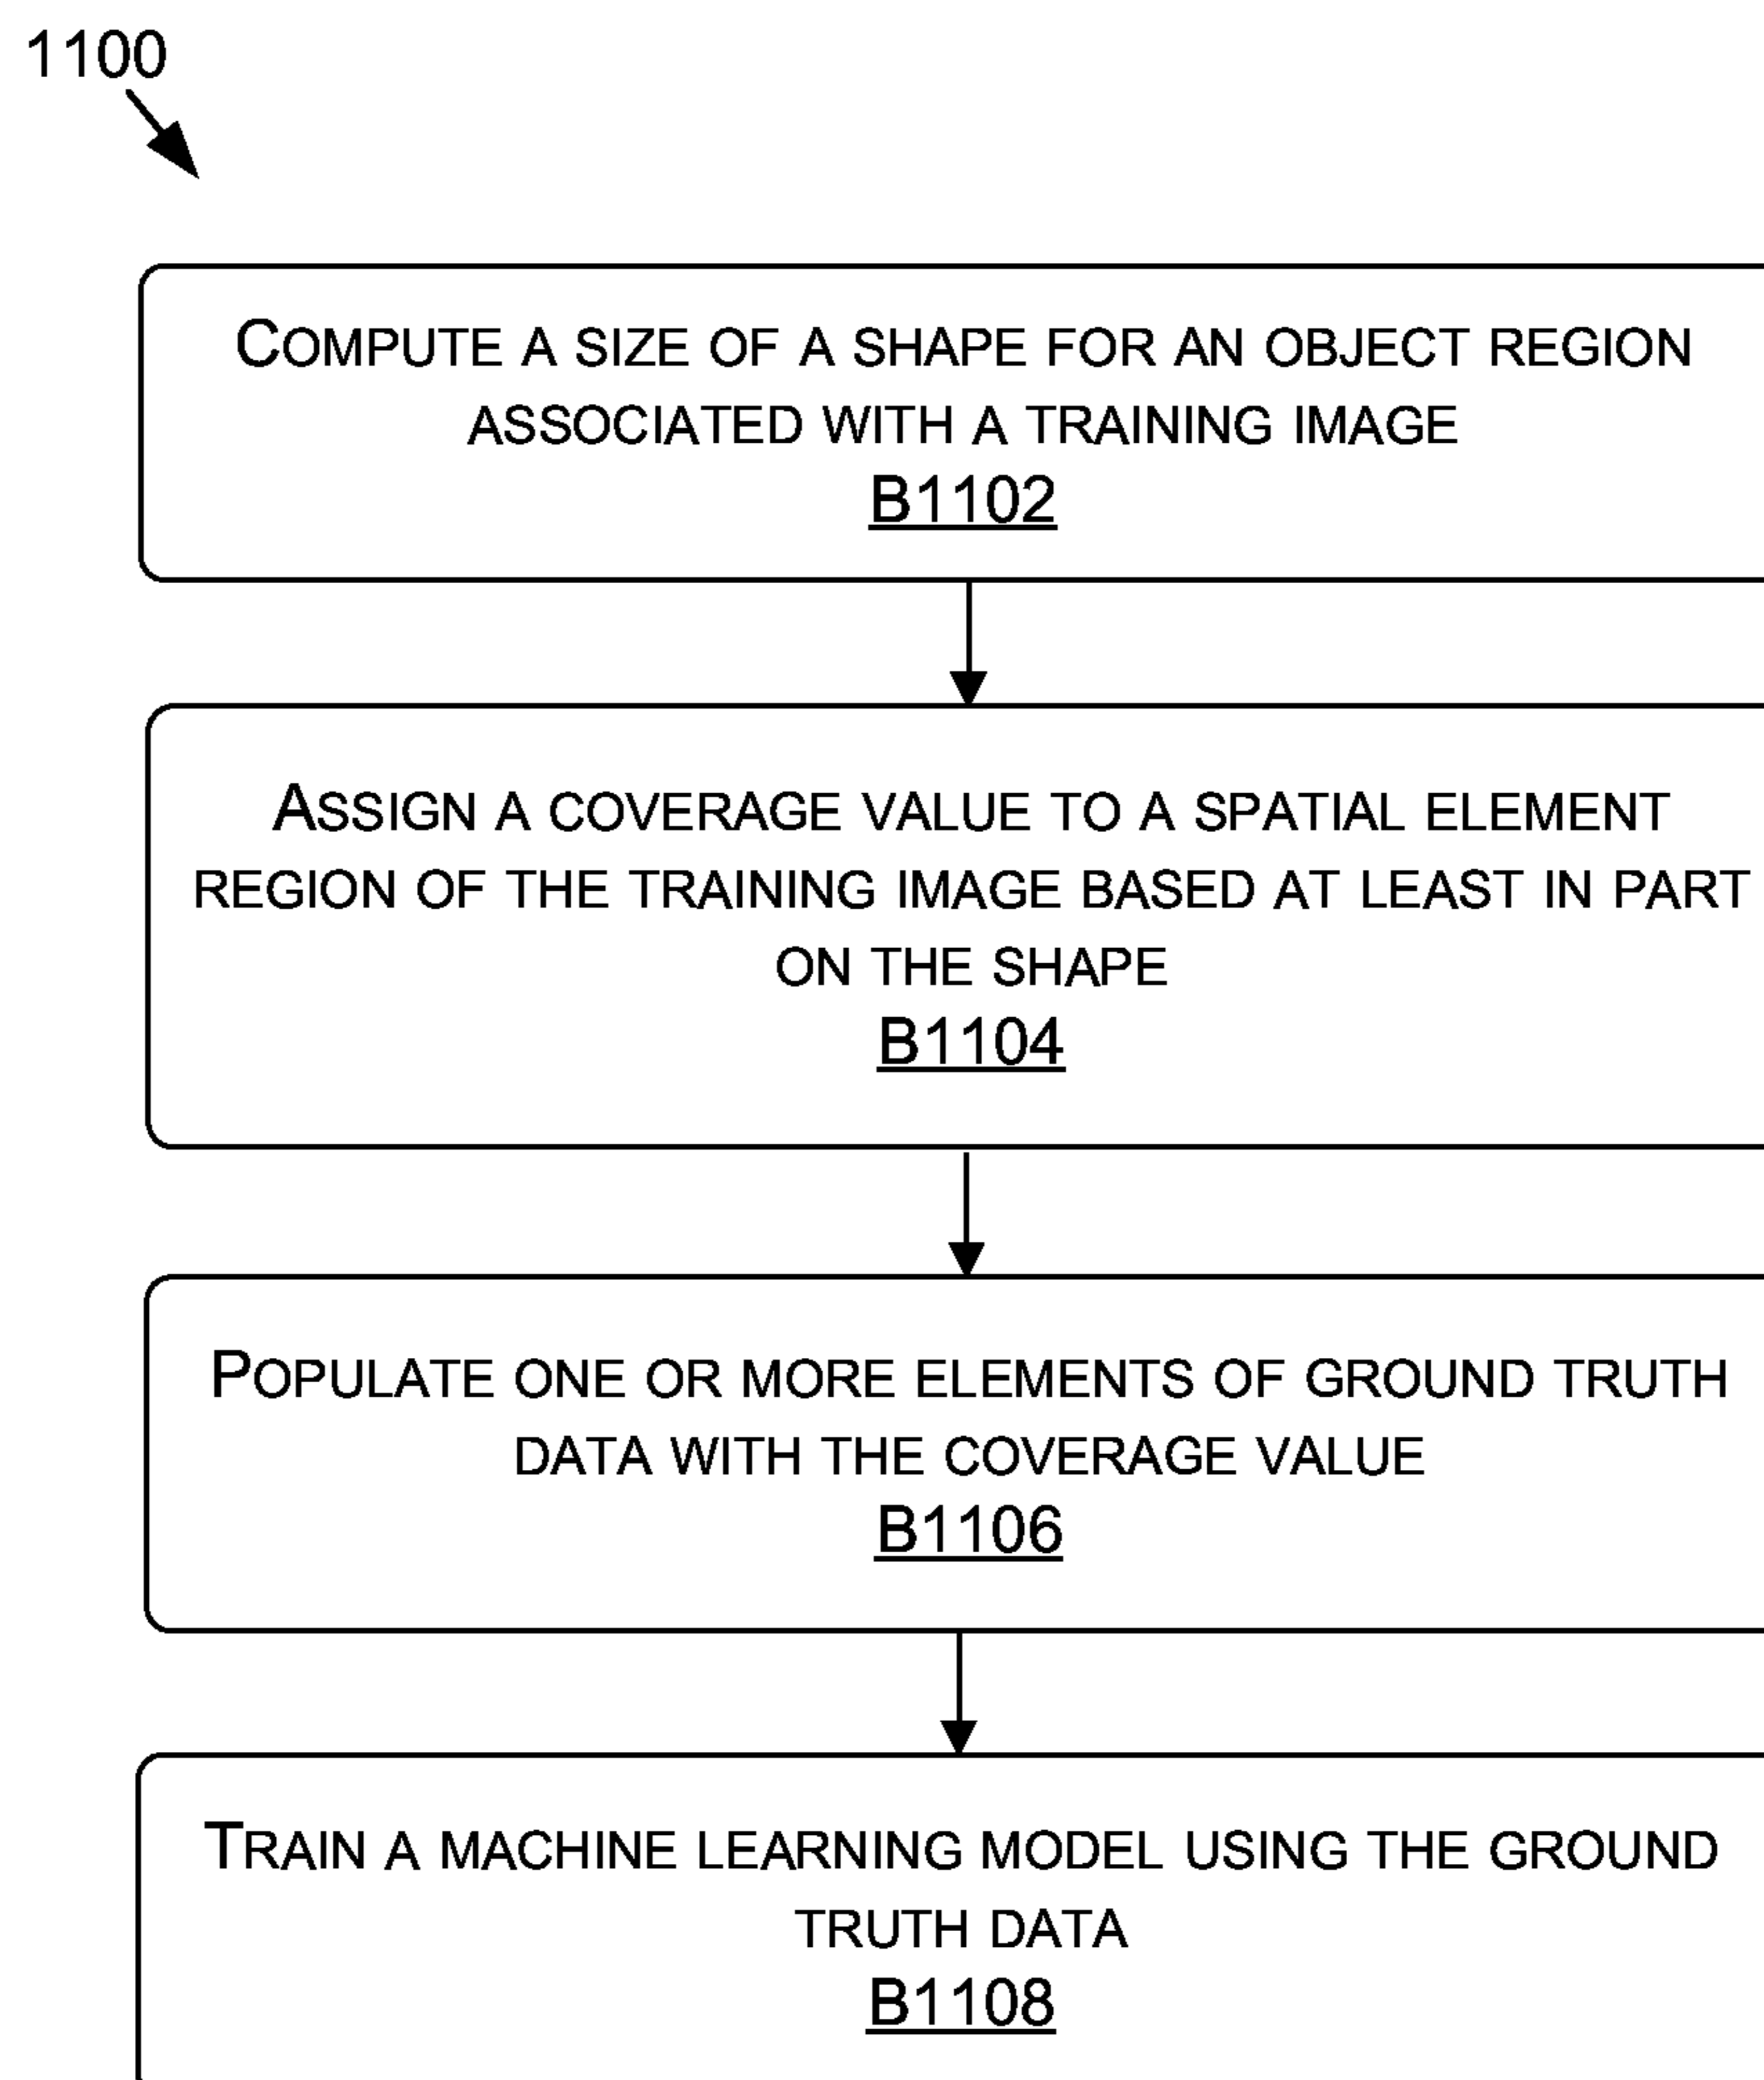 1100
COMPUTE A SIZE OF A SHAPE FOR AN OBJECT REGION
ASSOCIATED WITH A TRAINING IMAGE
B1102
ASSIGN A COVERAGE VALUE TO A SPATIAL ELEMENT
REGION OF THE TRAINING IMAGE BASED AT LEAST IN PART
ON THE SHAPE
B1104
POPULATE ONE OR MORE ELEMENTS OF GROUND TRUTH
DATA WITH THE COVERAGE VALUE
B1106
TRAIN A MACHINE LEARNING MODEL USING THE GROUND
TRUTH DATA
B1108